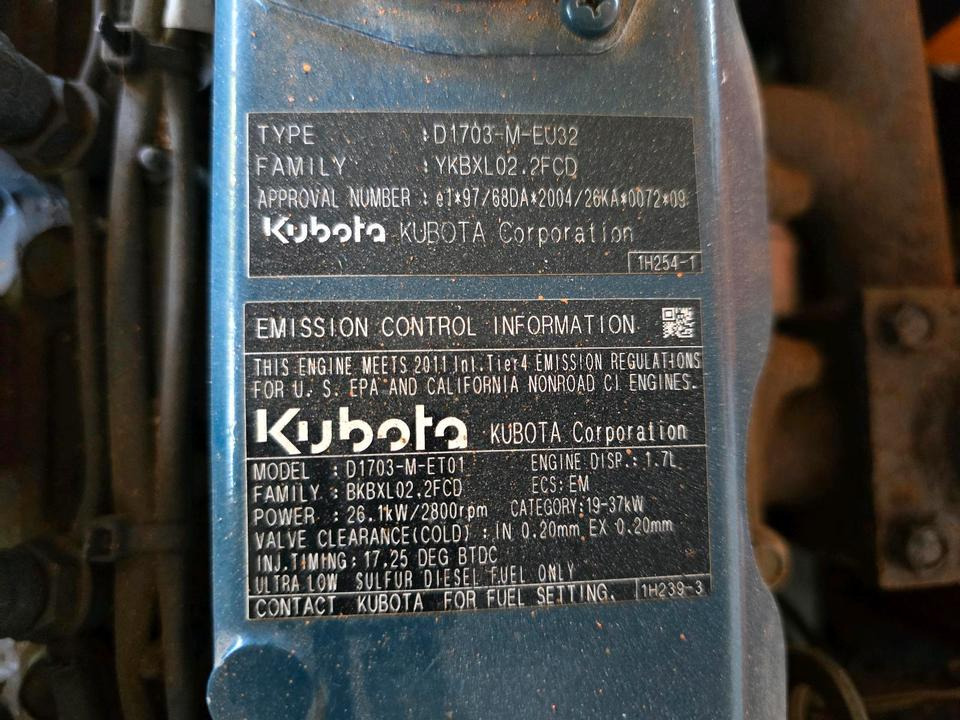 TYPE : D1703-M-EU32
FAMILY : YKBXL02.2FCD
APPROVAL NUMBER : e1*97/68DA*2004/26KA*0072*09
Kubota KUBOTA Corporation
1H254-1
EMISSION CONTROL INFORMATION
THIS ENGINE MEETS 2011 Int.Tier4 EMISSION REGULATIONS
FOR U. S. EPA AND CALIFORNIA NONROAD CI ENGINES.
Kubota KUBOTA Corporation
MODEL : D1703-M-ET01 ENGINE DISP.: 1.7L
FAMILY : BKBXL02.2FCD ECS: EM
POWER : 26.1kW/2800rpm CATEGORY:19-37kW
VALVE CLEARANCE(COLD) : IN 0.20mm EX 0.20mm
INJ.TIMING: 17.25 DEG BTDC
ULTRA LOW SULFUR DIESEL FUEL ONLY
CONTACT KUBOTA FOR FUEL SETTING. 1H239-3